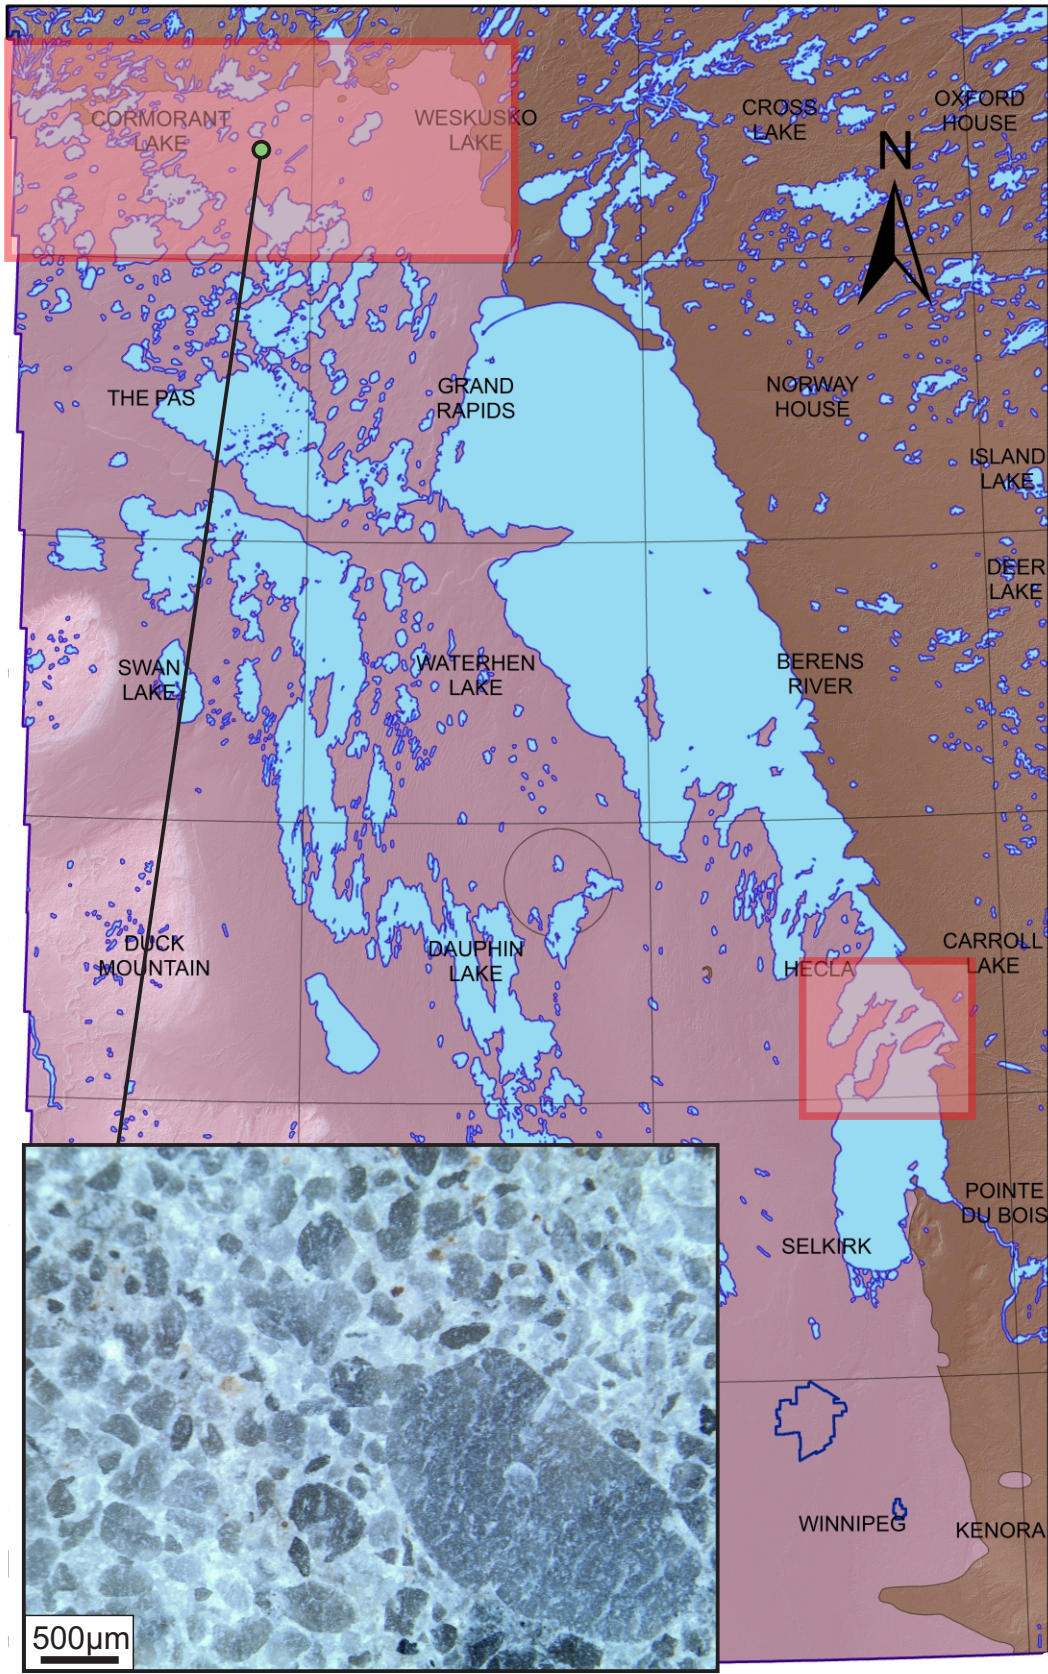 CORMORANT
LAKE
WESKUSKO
LAKE
CROSS
LAKE
OXFORD
HOUSE
N
THE PAS
GRAND
RAPIDS
NORWAY
HOUSE
ISLAND
LAKE
DEER
LAKE
SWAN
LAKE
WATERHEN
LAKE
BERENS
RIVER
DUCK
MOUNTAIN
DAUPHIN
LAKE
HECLA
CARROLL
LAKE
POINTE
DU BOIS
SELKIRK
WINNIPEG
KENORA
500µm